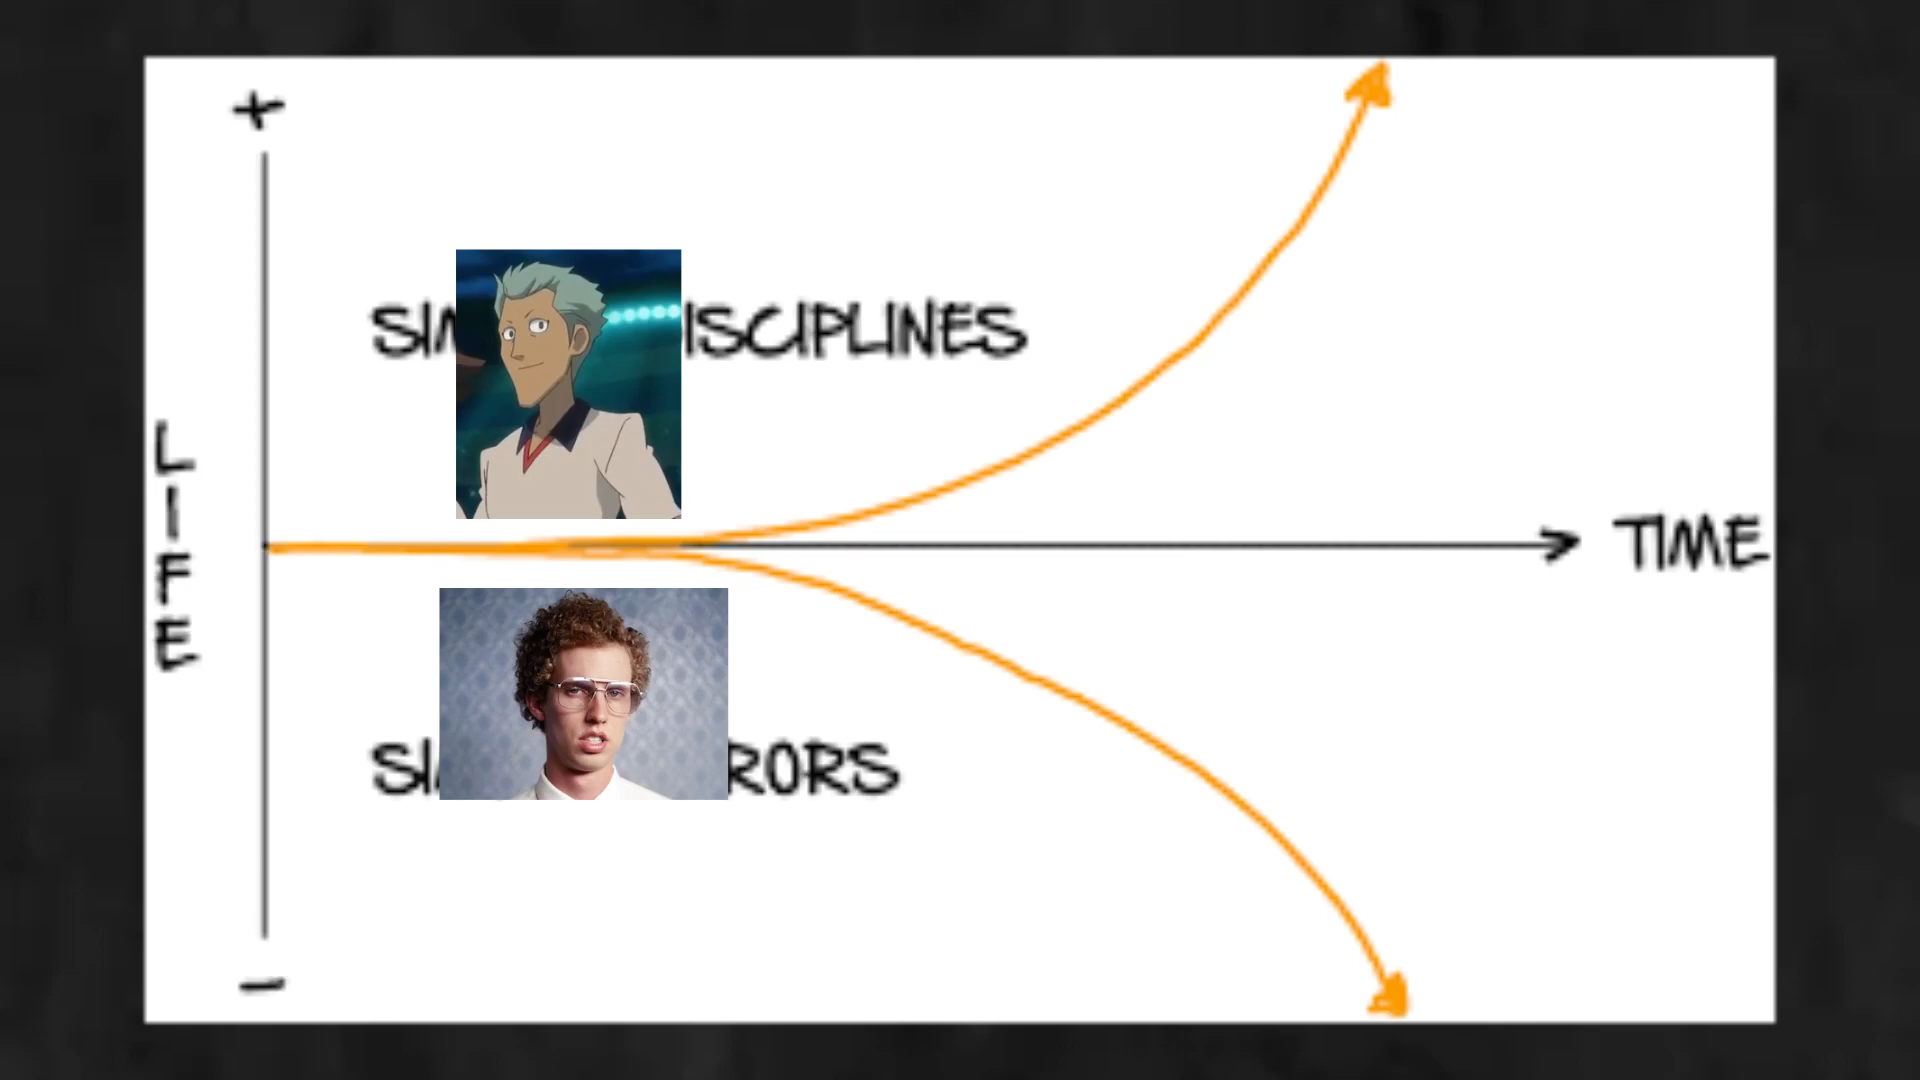 +
SI ISCIPLINES
LIFE
TIME
SI RORS
-